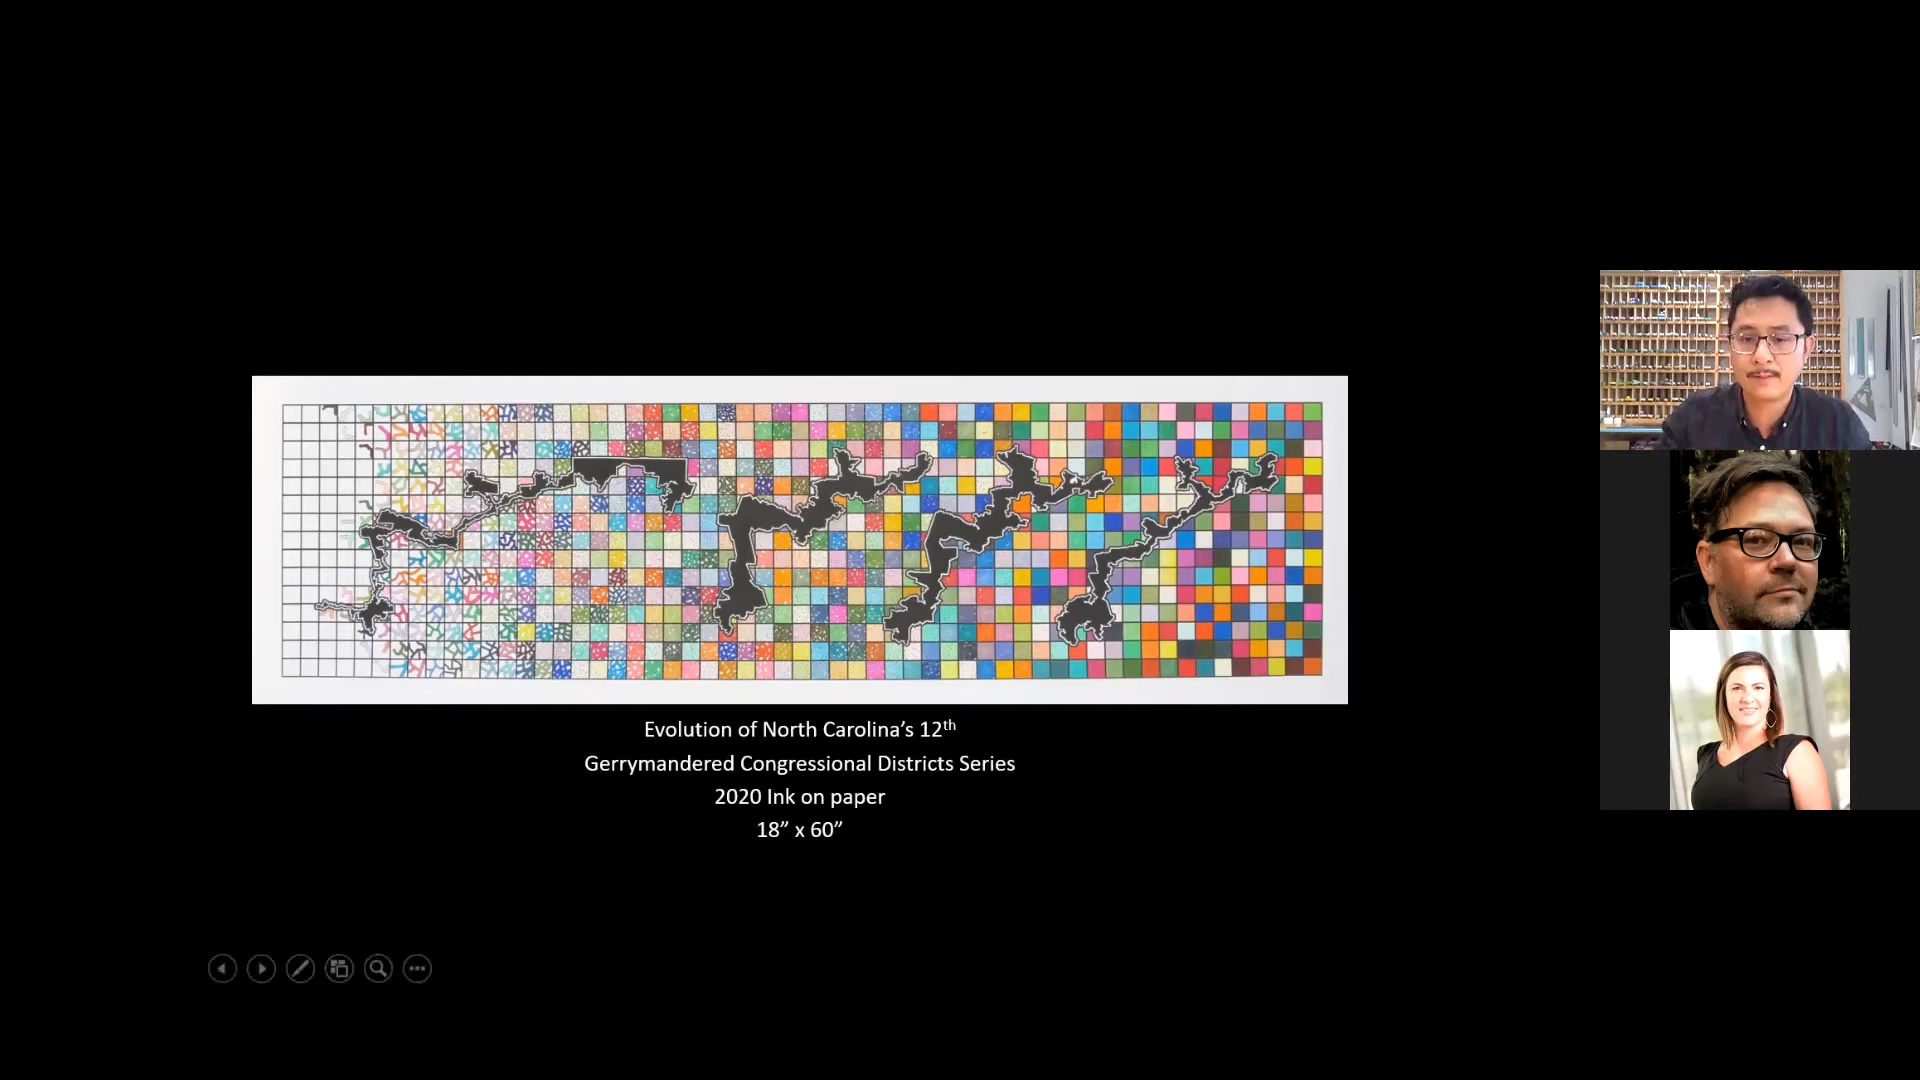 Evolution of North Carolina’s 12th
Gerrymandered Congressional Districts Series
2020 Ink on paper
18” x 60”